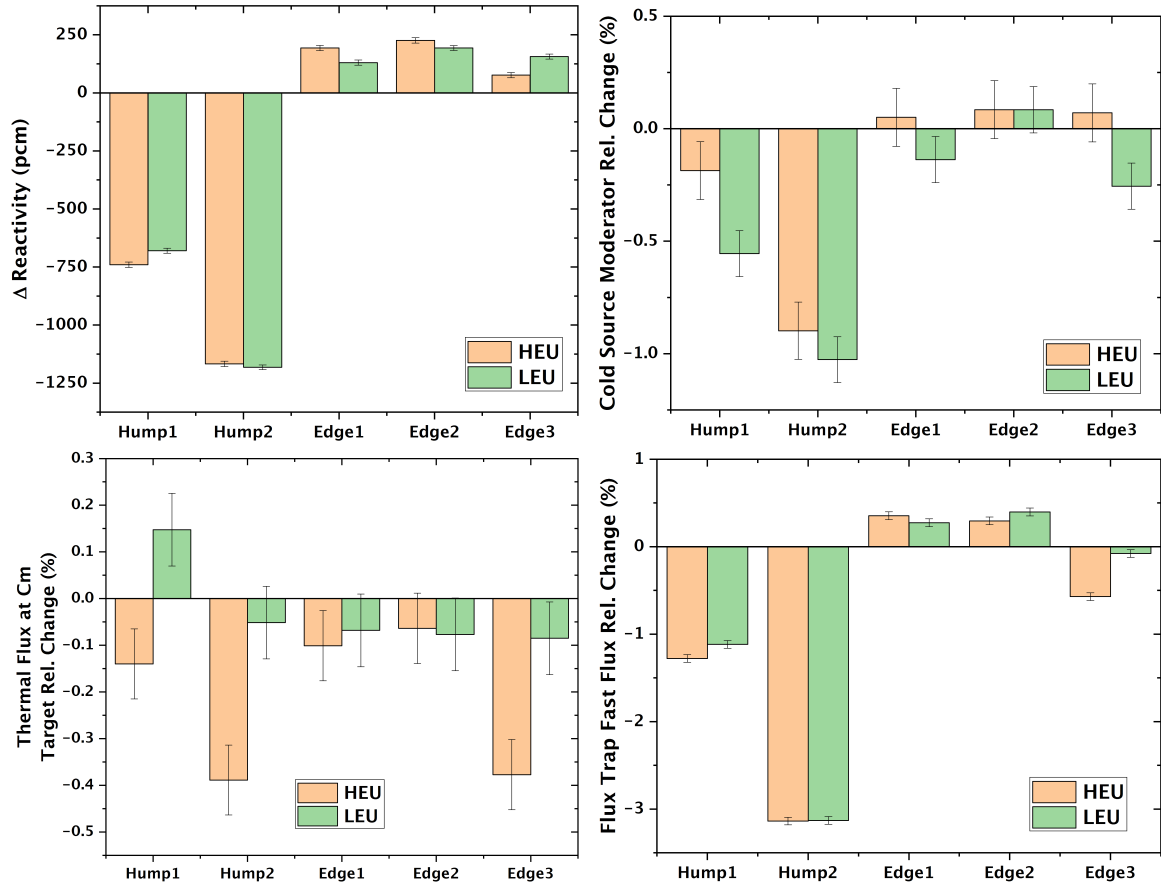 Δ Reactivity (pcm)
250
0
−250
−500
−750
−1000
−1250
HEU
LEU
Hump1 Hump2 Edge1 Edge2 Edge3
Cold Source Moderator Rel. Change (%)
0.5
0.0
−0.5
−1.0
HEU
LEU
Hump1 Hump2 Edge1 Edge2 Edge3
Thermal Flux at Cm
Target Rel. Change (%)
0.3
0.2
0.1
0.0
−0.1
−0.2
−0.3
−0.4
−0.5
HEU
LEU
Hump1 Hump2 Edge1 Edge2 Edge3
Flux Trap Fast Flux Rel. Change (%)
1
0
−1
−2
−3
HEU
LEU
Hump1 Hump2 Edge1 Edge2 Edge3